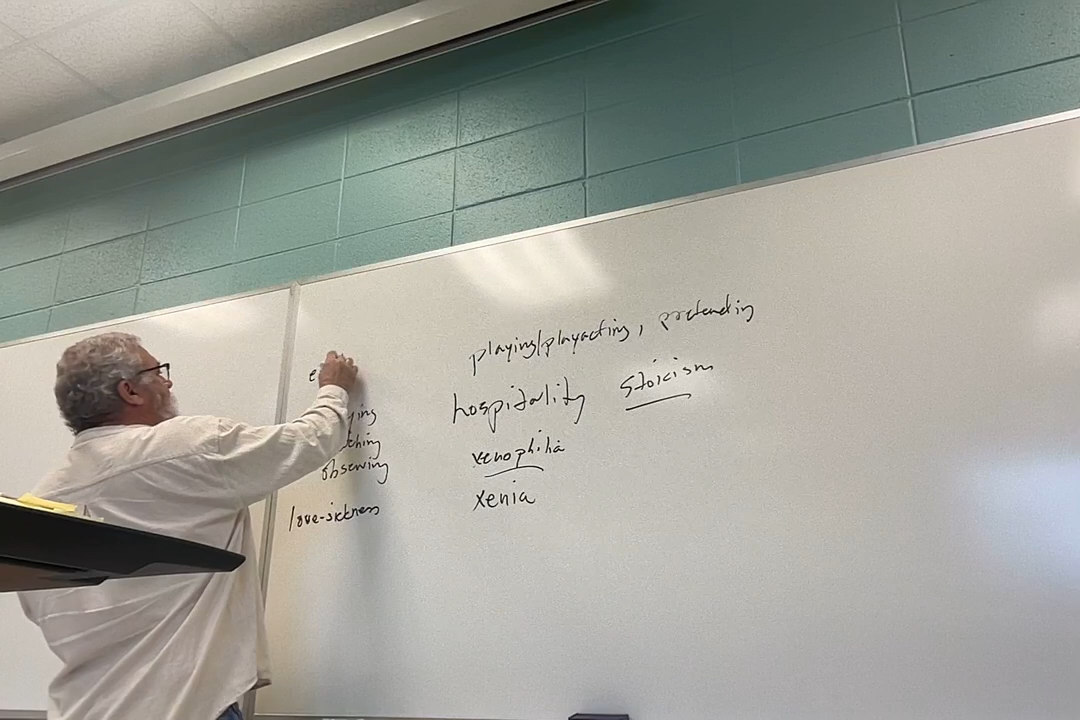 playing/playacting, pretending
hospitality stoicism
observing
xenophilia
xenia
love-sickness